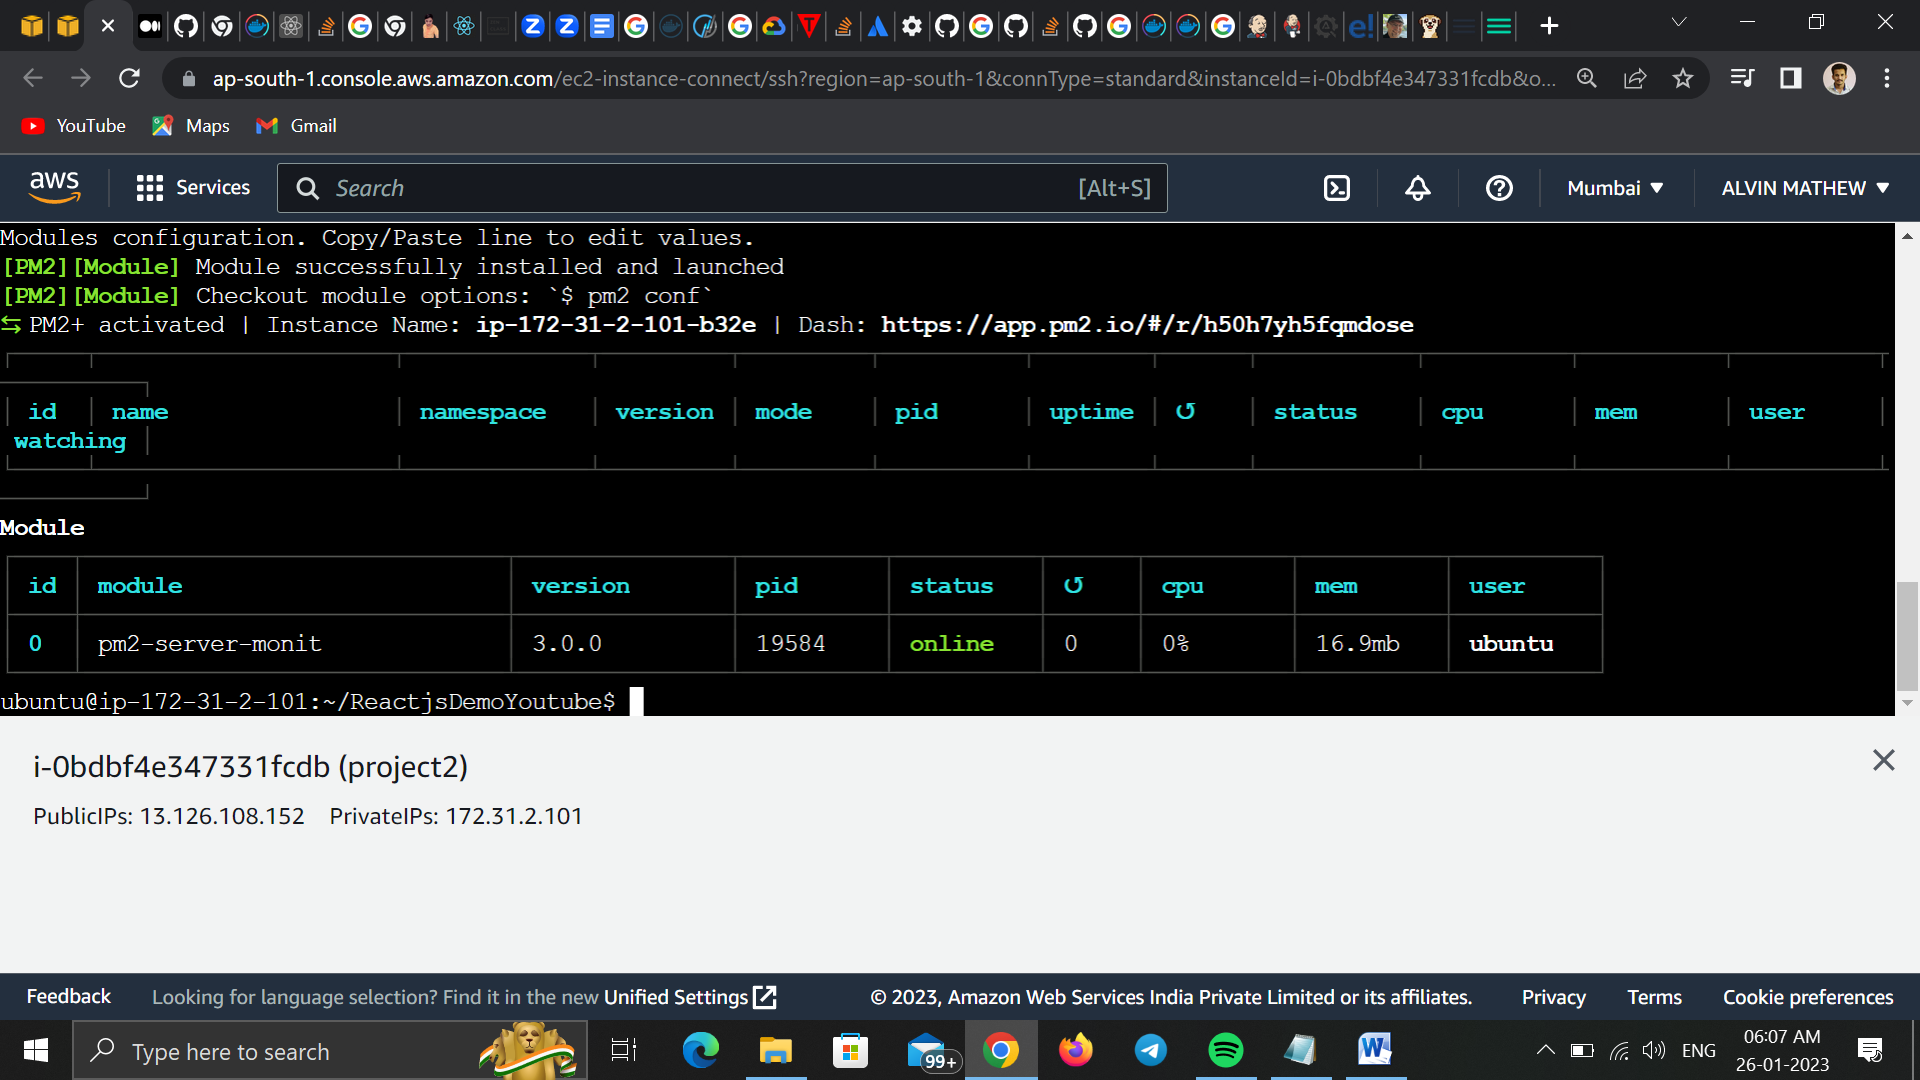 ap-south-1.console.aws.amazon.com/ec2-instance-connect/ssh?region=ap-south-1&connType=standard&instanceId=i-0bdbf4e347331fcdb&o...
YouTube Maps Gmail
aws Services Search [Alt+S] Mumbai ▼ ALVIN MATHEW ▼
Modules configuration. Copy/Paste line to edit values.
[PM2][Module] Module successfully installed and launched
[PM2][Module] Checkout module options: `$ pm2 conf`
⇆ PM2+ activated | Instance Name: ip-172-31-2-101-b32e | Dash: https://app.pm2.io/#/r/h50h7yh5fqmdose
│ id │ name │ namespace │ version │ mode │ pid │ uptime │ ↺ │ status │ cpu │ mem │ user │
watching │
Module
│ id │ module │ version │ pid │ status │ ↺ │ cpu │ mem │ user │
│ 0 │ pm2-server-monit │ 3.0.0 │ 19584 │ online │ 0 │ 0% │ 16.9mb │ ubuntu │
ubuntu@ip-172-31-2-101:~/ReactjsDemoYoutube$
i-0bdbf4e347331fcdb (project2)
PublicIPs: 13.126.108.152 PrivateIPs: 172.31.2.101
Feedback Looking for language selection? Find it in the new Unified Settings © 2023, Amazon Web Services India Private Limited or its affiliates. Privacy Terms Cookie preferences
Type here to search 99+ ENG 06:07 AM
26-01-2023